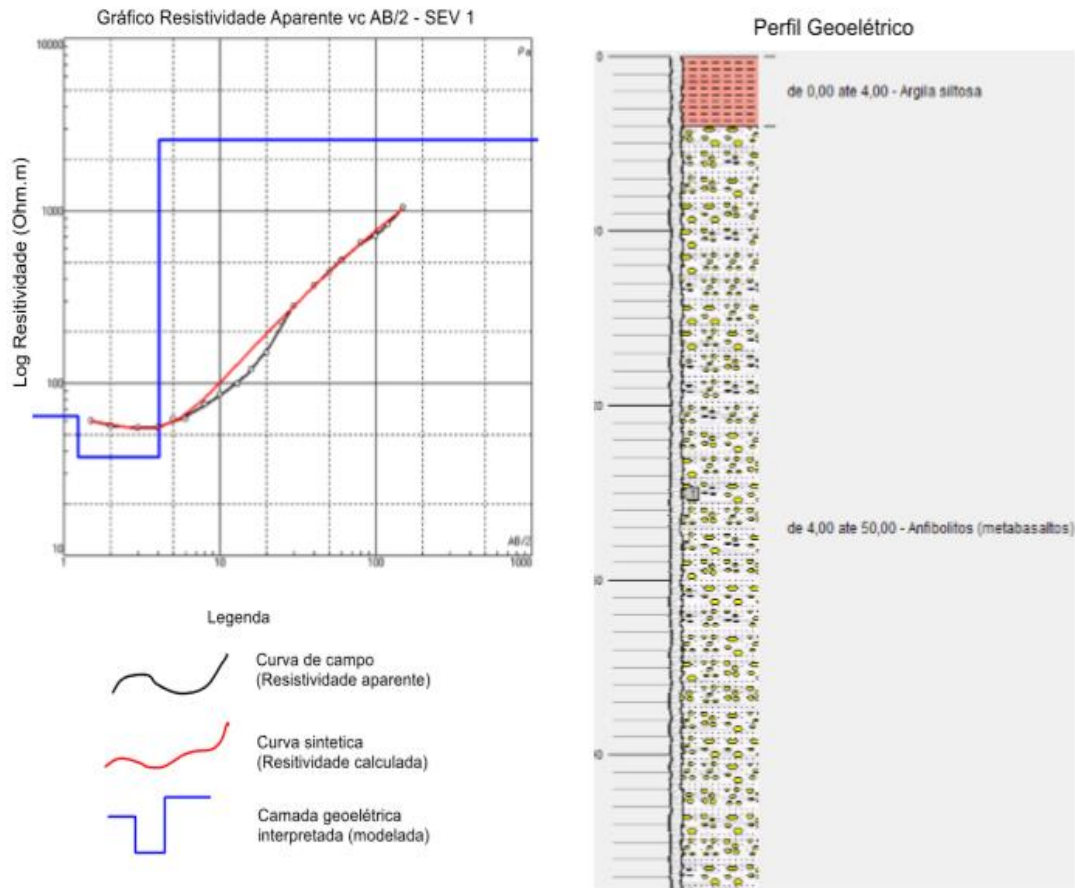 Gráfico Resistividade Aparente vc AB/2 - SEV 1
10000
Pa
Log Resitividade (Ohm.m)
1000
100
10
AB/2
1
10
100
1000
Legenda
Curva de campo
(Resistividade aparente)
Curva sintetica
(Resitividade calculada)
Camada geoelétrica
interpretada (modelada)
Perfil Geoelétrico
0
de 0,00 ate 4,00 - Argila siltosa
de 4,00 ate 50,00 - Anfibolitos (metabasaltos)